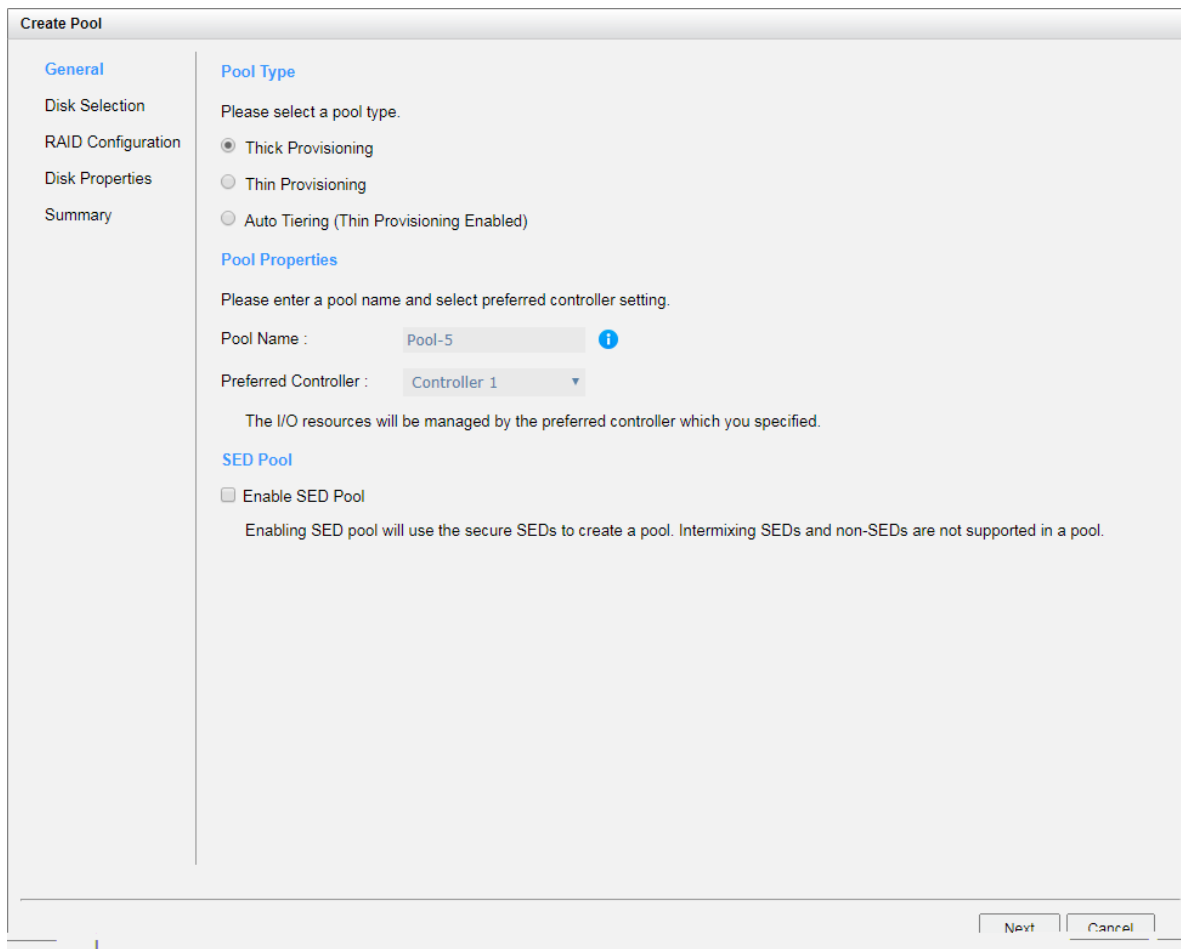 Create Pool
General
Disk Selection
RAID Configuration
Disk Properties
Summary
Pool Type
Please select a pool type.
Thick Provisioning
Thin Provisioning
Auto Tiering (Thin Provisioning Enabled)
Pool Properties
Please enter a pool name and select preferred controller setting.
Pool Name :
Pool-5
Preferred Controller :
Controller 1
The I/O resources will be managed by the preferred controller which you specified.
SED Pool
Enable SED Pool
Enabling SED pool will use the secure SEDs to create a pool. Intermixing SEDs and non-SEDs are not supported in a pool.
Next
Cancel